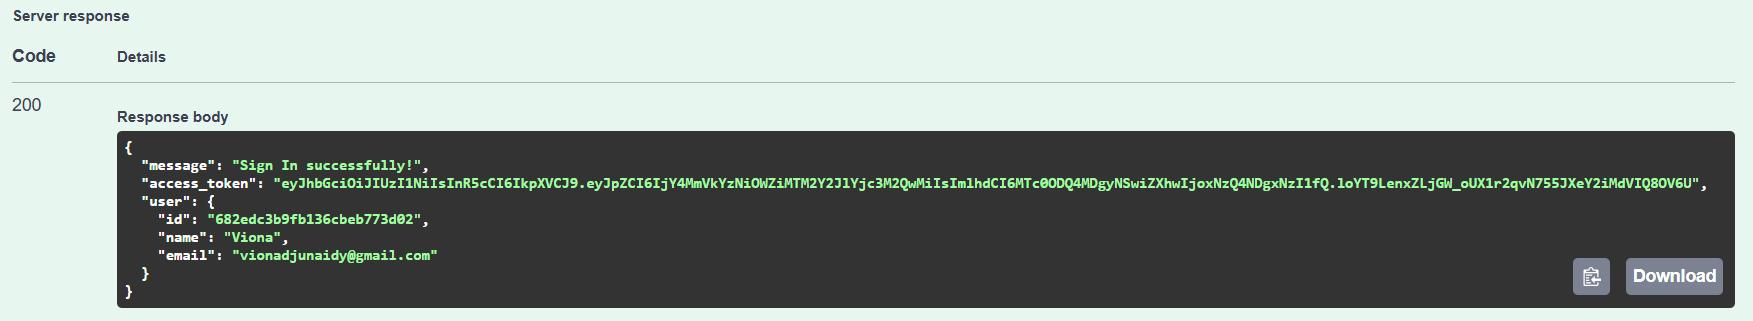 Server response
Code Details
200
Response body
{
"message": "Sign In successfully!",
"access_token": "eyJhbGciOiJIUzI1NiIsInR5cCI6IkpXVCJ9.eyJpZCI6IjY4MmVkYzNiOWZiMTM2Y2JlYjc3M2QwMiIsImlhdCI6MTc0ODQ4MDgyNSwiZXhwIjoxNzQ4NDgxNzI1fQ.loYT9LenxZLjGW_oUX1r2qvN755JXeY2iMdVIQ8OV6U",
"user": {
"id": "682edc3b9fb136cbeb773d02",
"name": "Viona",
"email": "vionadjunaidy@gmail.com"
}
}
Download